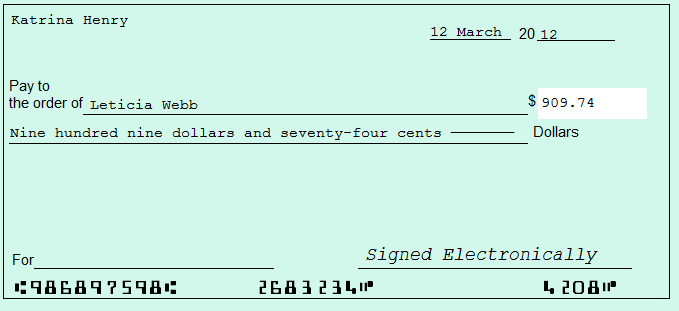 Katrina Henry
12 March 20 12
Pay to
the order of Leticia Webb $ 909.74
Nine hundred nine dollars and seventy-four cents Dollars
Signed Electronically
For
⑆986897598⑆ 2683234⑈ 4208⑈